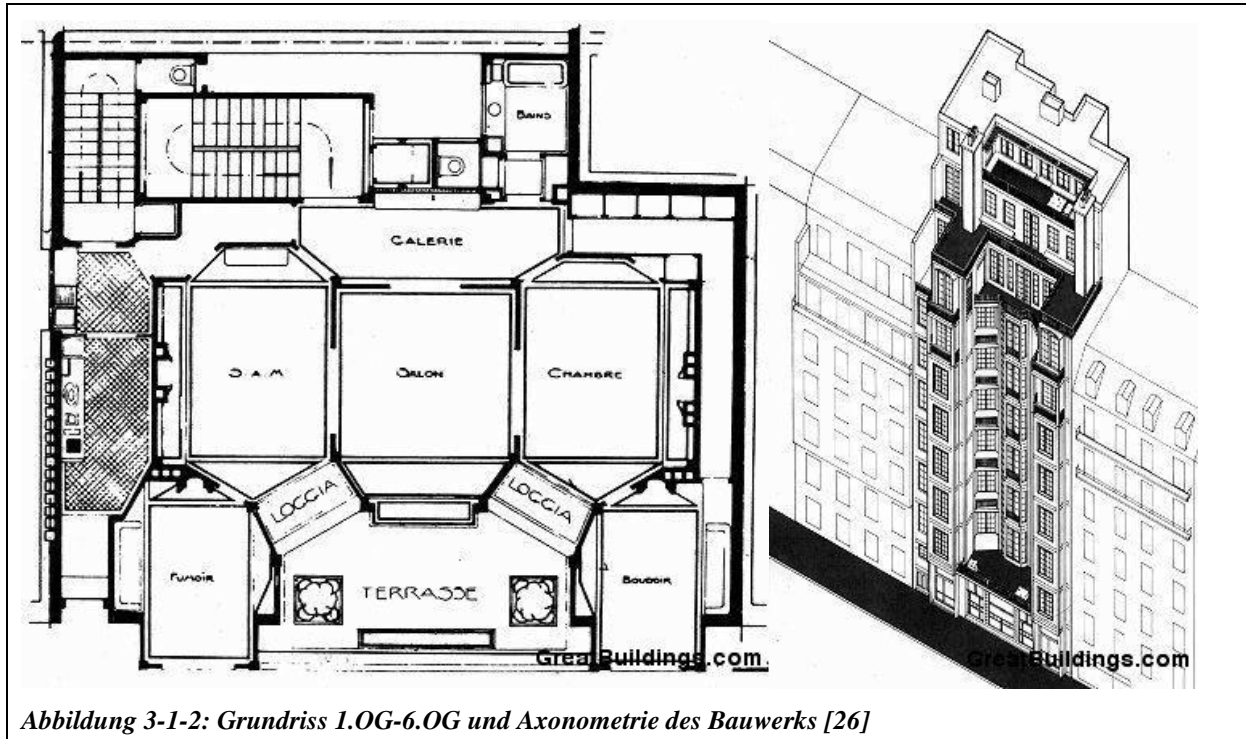 BAINS
GALERIE
S.A.M
SALON
CHAMBRE
LOGGIA
LOGGIA
FUMOIR
TERRASSE
BOUDOIR
GreatBuildings.com
GreatBuildings.com
Abbildung 3-1-2: Grundriss 1.OG-6.OG und Axonometrie des Bauwerks [26]